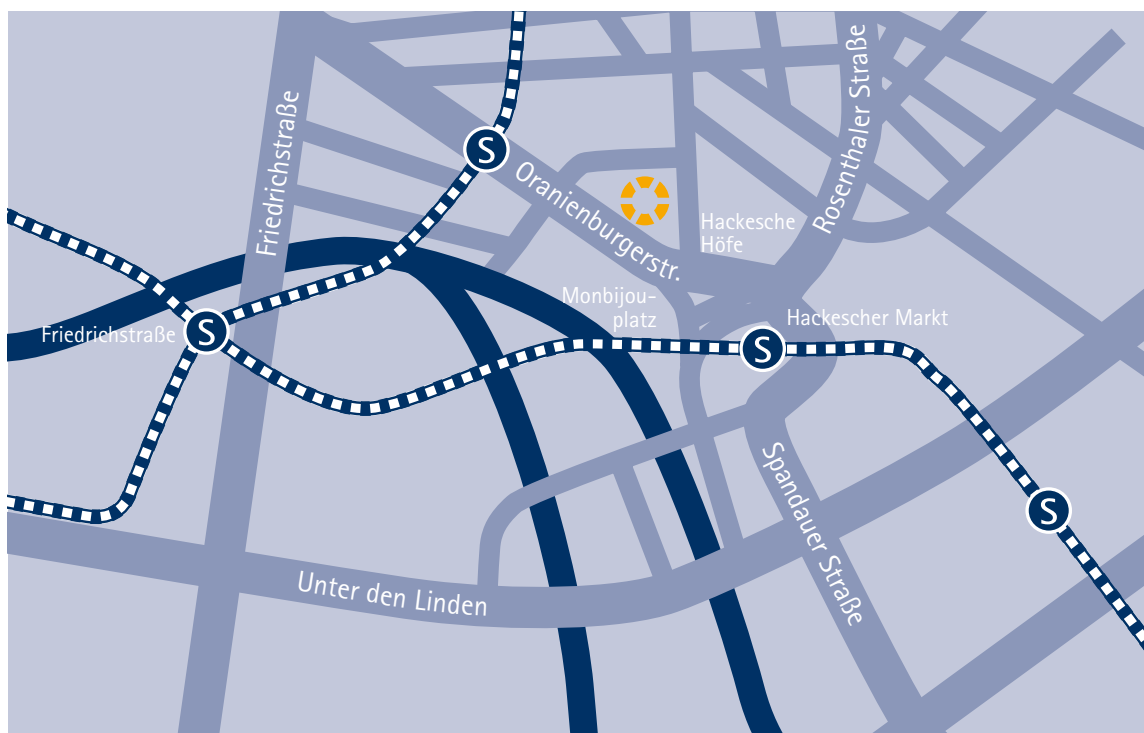 S
Friedrichstraße
Oranienburgerstr.
Rosenthaler Straße
Hackesche
Höfe
Monbijou-
platz
Friedrichstraße
S
Hackescher Markt
S
Spandauer Straße
S
Unter den Linden